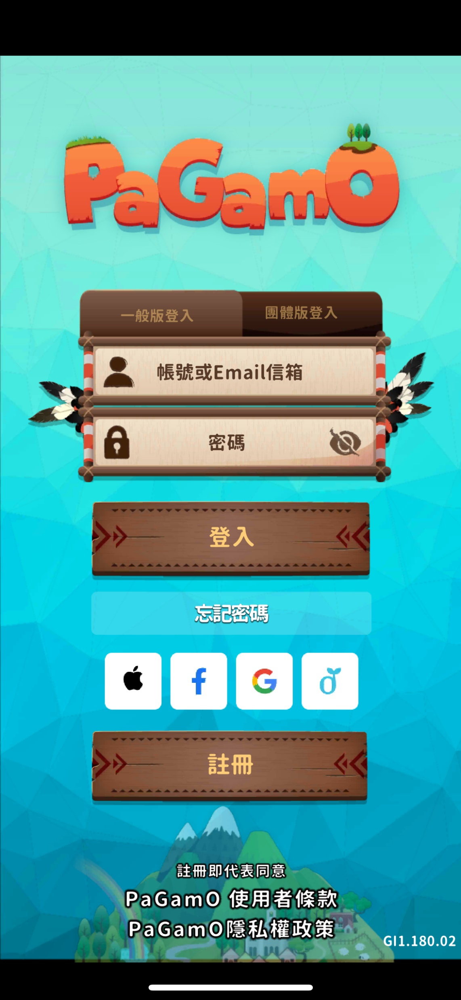 PaGamO
一般版登入
團體版登入
帳號或Email信箱
密碼
登入
忘記密碼
註冊
註冊即代表同意
PaGamO 使用者條款
PaGamO隱私權政策
GI1.180.02